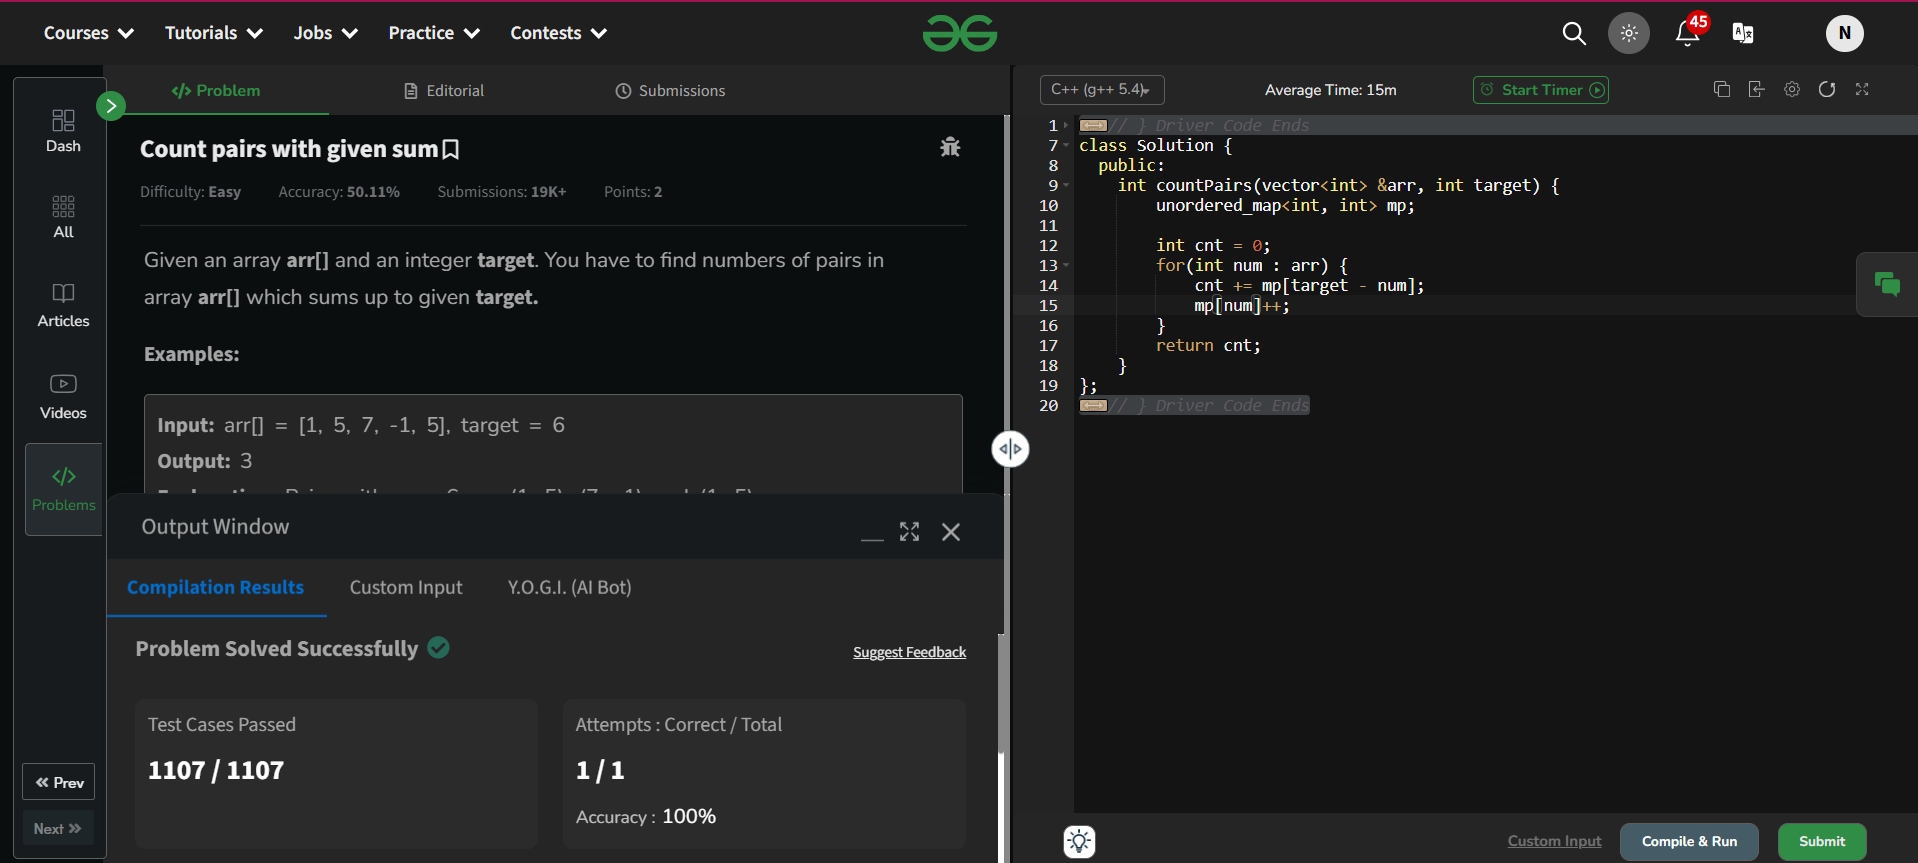 Courses Tutorials Jobs Practice Contests 45 N
Dash
All
Articles
Videos
Problems
Prev
Next
</> Problem Editorial Submissions
Count pairs with given sum
Difficulty: Easy Accuracy: 50.11% Submissions: 19K+ Points: 2
Given an array arr[] and an integer target. You have to find numbers of pairs in
array arr[] which sums up to given target.
Examples:
Input: arr[] = [1, 5, 7, -1, 5], target = 6
Output: 3
Output Window
Compilation Results Custom Input Y.O.G.I. (AI Bot)
Problem Solved Successfully
Suggest Feedback
Test Cases Passed
1107 / 1107
Attempts : Correct / Total
1 / 1
Accuracy : 100%
C++ (g++ 5.4) Average Time: 15m Start Timer
1 // } Driver Code Ends
7 class Solution {
8 public:
9 int countPairs(vector<int> &arr, int target) {
10 unordered_map<int, int> mp;
11
12 int cnt = 0;
13 for(int num : arr) {
14 cnt += mp[target - num];
15 mp[num]++;
16 }
17 return cnt;
18 }
19 };
20 // } Driver Code Ends
Custom Input Compile & Run Submit